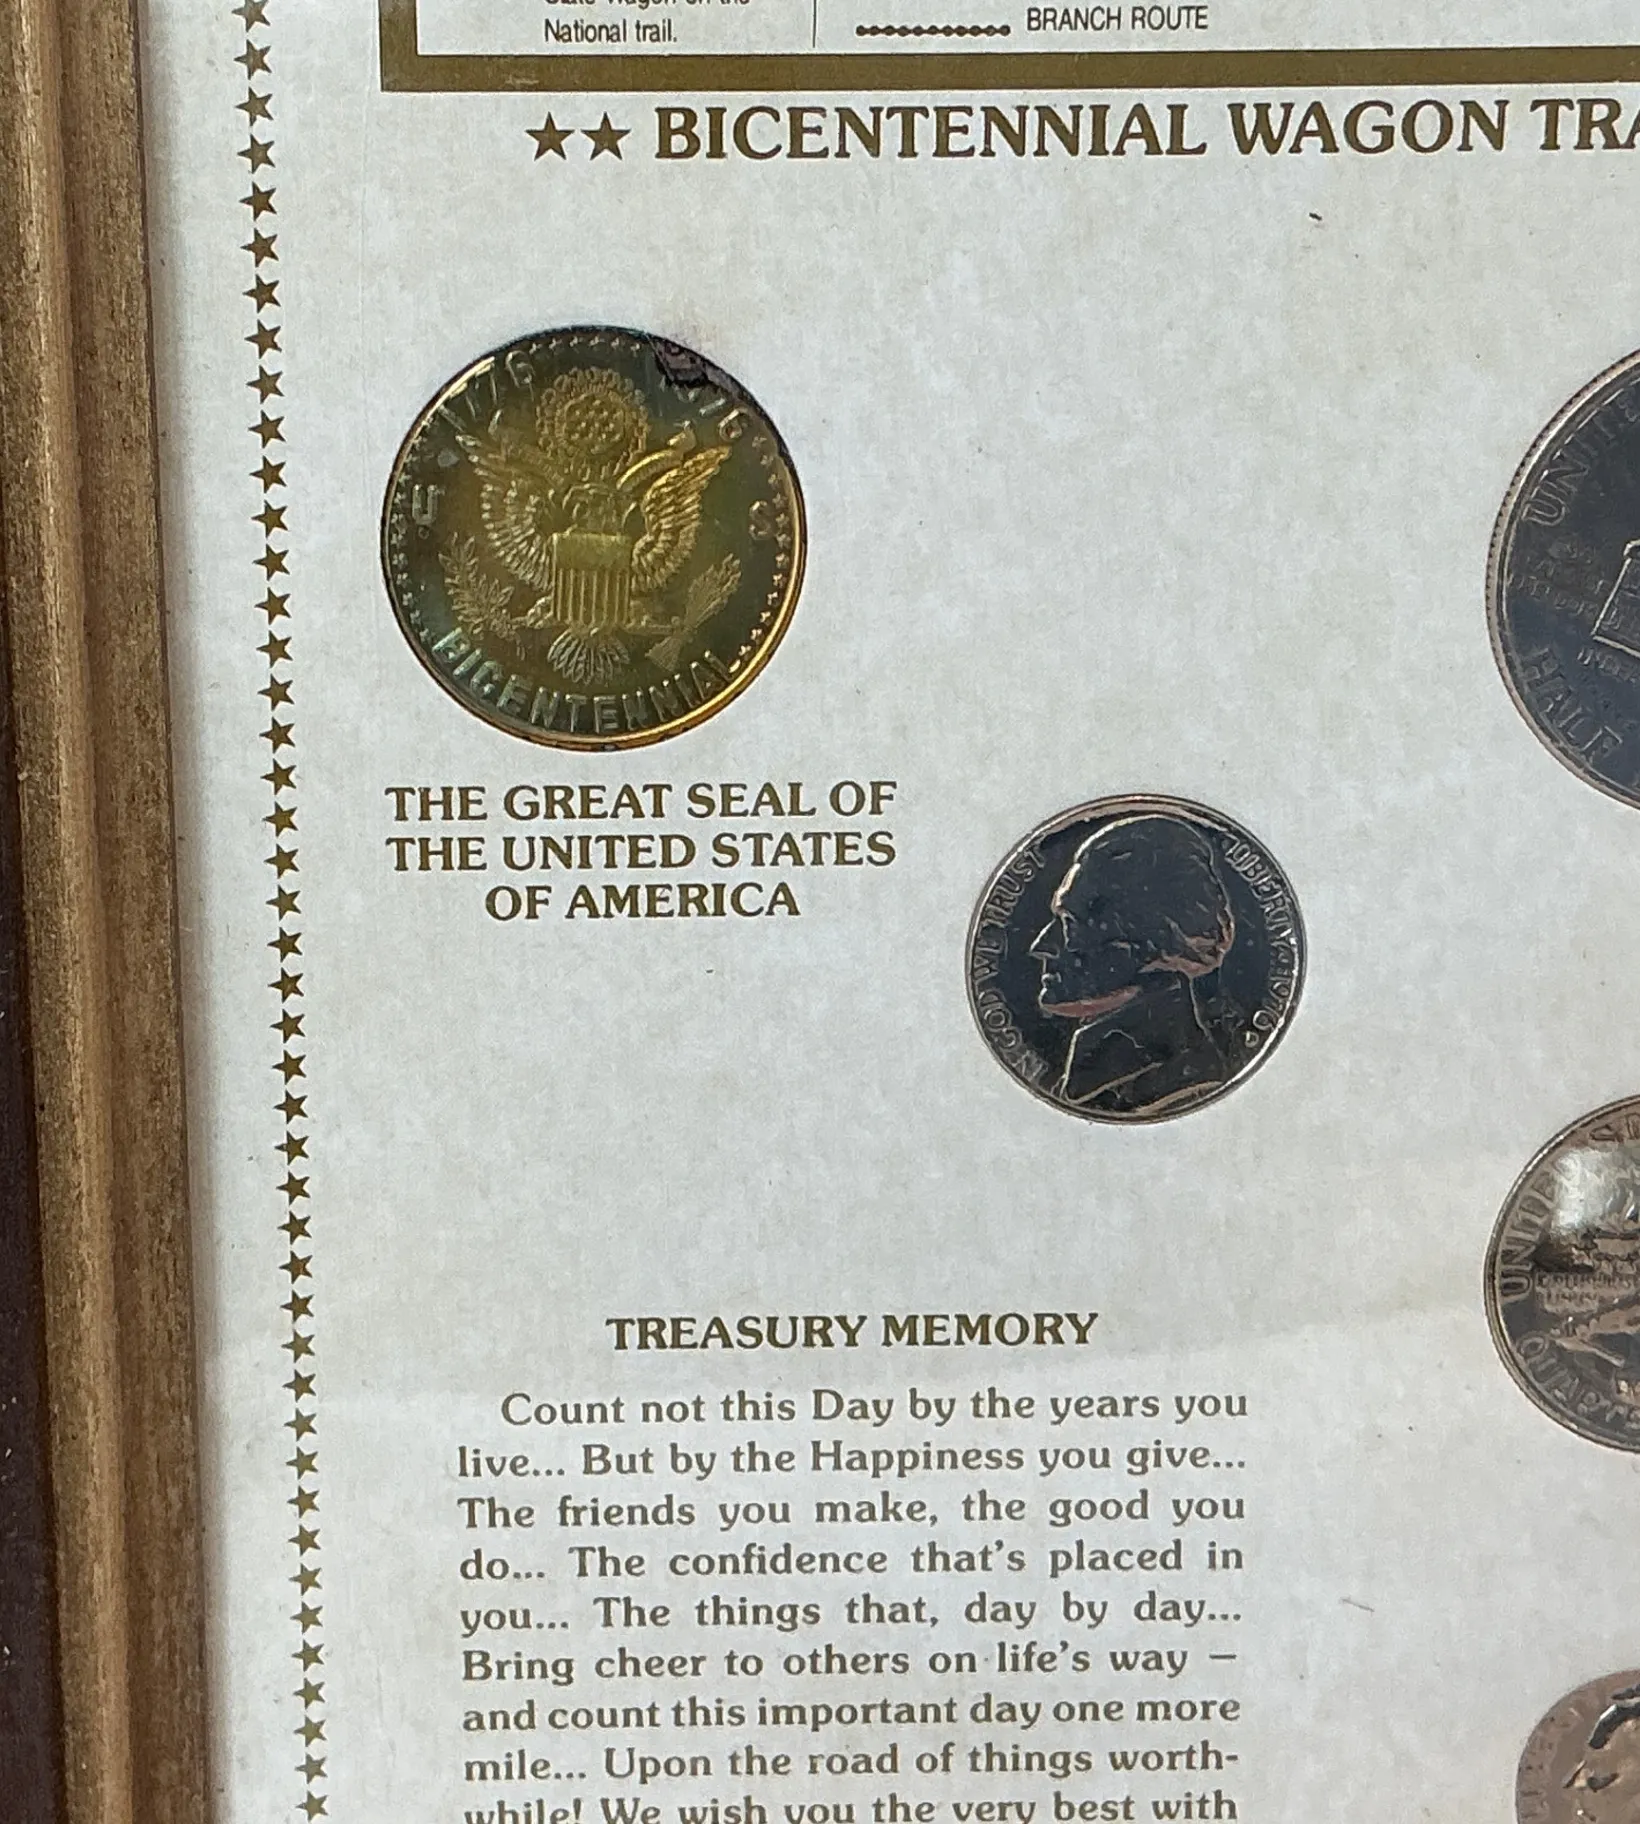 National trail.
BRANCH ROUTE
★★ BICENTENNIAL WAGON TRA
1776
BICENTENNIAL
U S
THE GREAT SEAL OF
THE UNITED STATES
OF AMERICA
IN GOD WE TRUST
LIBERTY 1976
D
HALF
UNITED
QUARTER
TREASURY MEMORY
Count not this Day by the years you
live... But by the Happiness you give...
The friends you make, the good you
do... The confidence that's placed in
you... The things that, day by day...
Bring cheer to others on life's way —
and count this important day one more
mile... Upon the road of things worth-
while! We wish you the very best with